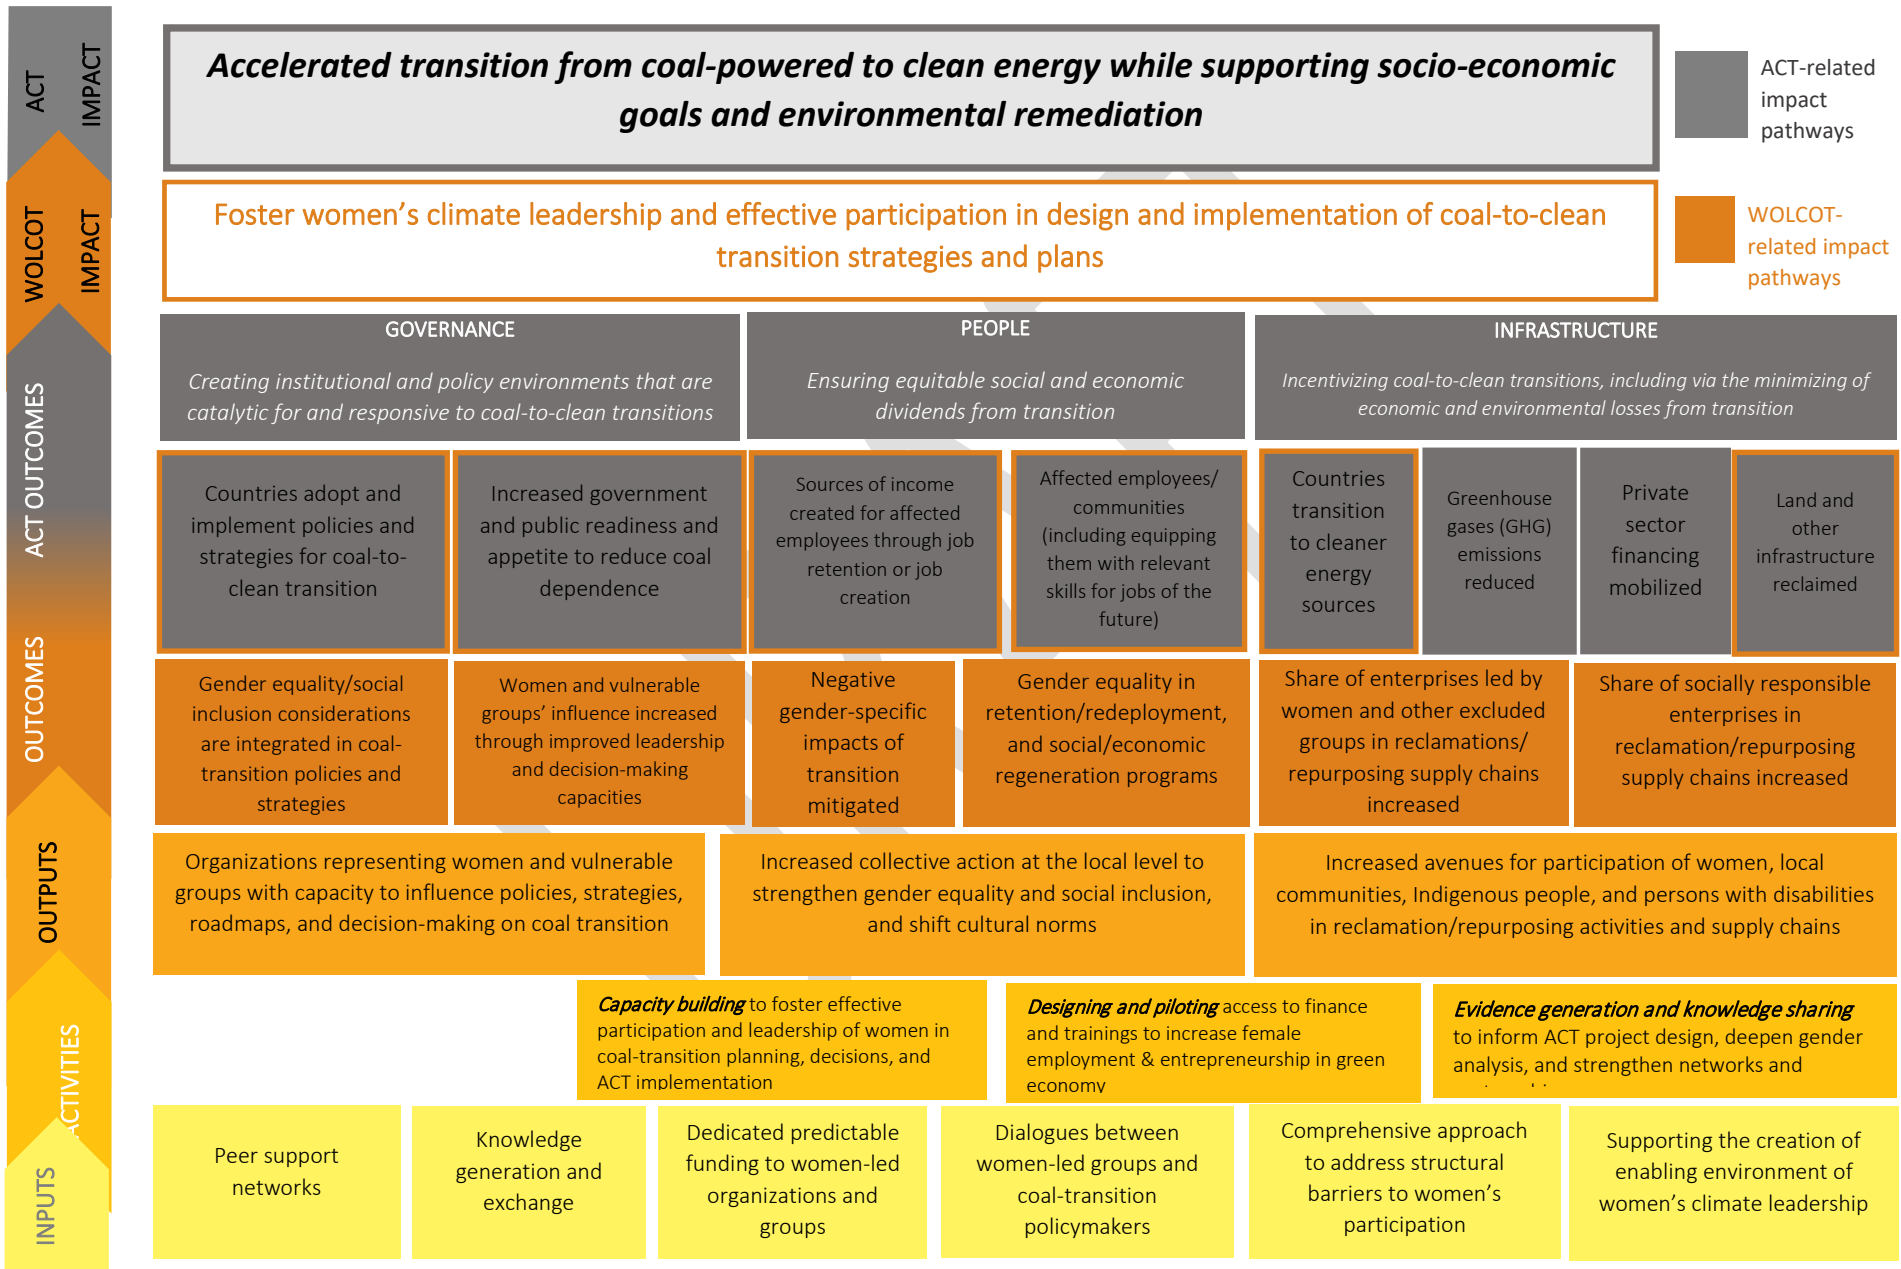 ACT
IMPACT
Accelerated transition from coal-powered to clean energy while supporting socio-economic
goals and environmental remediation
ACT-related
impact
pathways
WOLCOT
IMPACT
Foster women’s climate leadership and effective participation in design and implementation of coal-to-clean
transition strategies and plans
WOLCOT-
related impact
pathways
ACT OUTCOMES
GOVERNANCE
Creating institutional and policy environments that are
catalytic for and responsive to coal-to-clean transitions
PEOPLE
Ensuring equitable social and economic
dividends from transition
INFRASTRUCTURE
Incentivizing coal-to-clean transitions, including via the minimizing of
economic and environmental losses from transition
Countries adopt and
implement policies and
strategies for coal-to-
clean transition
Increased government
and public readiness and
appetite to reduce coal
dependence
Sources of income
created for affected
employees through job
retention or job
creation
Affected employees/
communities
(including equipping
them with relevant
skills for jobs of the
future)
Countries
transition
to cleaner
energy
sources
Greenhouse
gases (GHG)
emissions
reduced
Private
sector
financing
mobilized
Land and
other
infrastructure
reclaimed
OUTCOMES
Gender equality/social
inclusion considerations
are integrated in coal-
transition policies and
strategies
Women and vulnerable
groups’ influence increased
through improved leadership
and decision-making
capacities
Negative
gender-specific
impacts of
transition
mitigated
Gender equality in
retention/redeployment,
and social/economic
regeneration programs
Share of enterprises led by
women and other excluded
groups in reclamations/
repurposing supply chains
increased
Share of socially responsible
enterprises in
reclamation/repurposing
supply chains increased
OUTPUTS
Organizations representing women and vulnerable
groups with capacity to influence policies, strategies,
roadmaps, and decision-making on coal transition
Increased collective action at the local level to
strengthen gender equality and social inclusion,
and shift cultural norms
Increased avenues for participation of women, local
communities, Indigenous people, and persons with disabilities
in reclamation/repurposing activities and supply chains
ACTIVITIES
Capacity building to foster effective
participation and leadership of women in
coal-transition planning, decisions, and
ACT implementation
Designing and piloting access to finance
and trainings to increase female
employment & entrepreneurship in green
economy
Evidence generation and knowledge sharing
to inform ACT project design, deepen gender
analysis, and strengthen networks and
INPUTS
Peer support
networks
Knowledge
generation and
exchange
Dedicated predictable
funding to women-led
organizations and
groups
Dialogues between
women-led groups and
coal-transition
policymakers
Comprehensive approach
to address structural
barriers to women’s
participation
Supporting the creation of
enabling environment of
women’s climate leadership